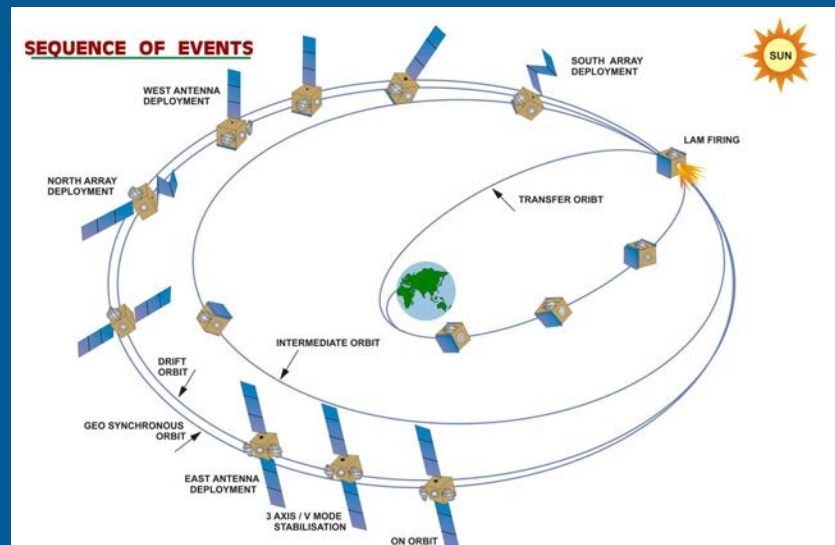 SEQUENCE OF EVENTS
SUN
SOUTH ARRAY
DEPLOYMENT
WEST ANTENNA
DEPLOYMENT
LAM FIRING
NORTH ARRAY
DEPLOYMENT
TRANSFER ORIBT
INTERMEDIATE ORBIT
DRIFT
ORBIT
GEO SYNCHRONOUS
ORBIT
EAST ANTENNA
DEPLOYMENT
3 AXIS / V MODE
STABILISATION
ON ORBIT